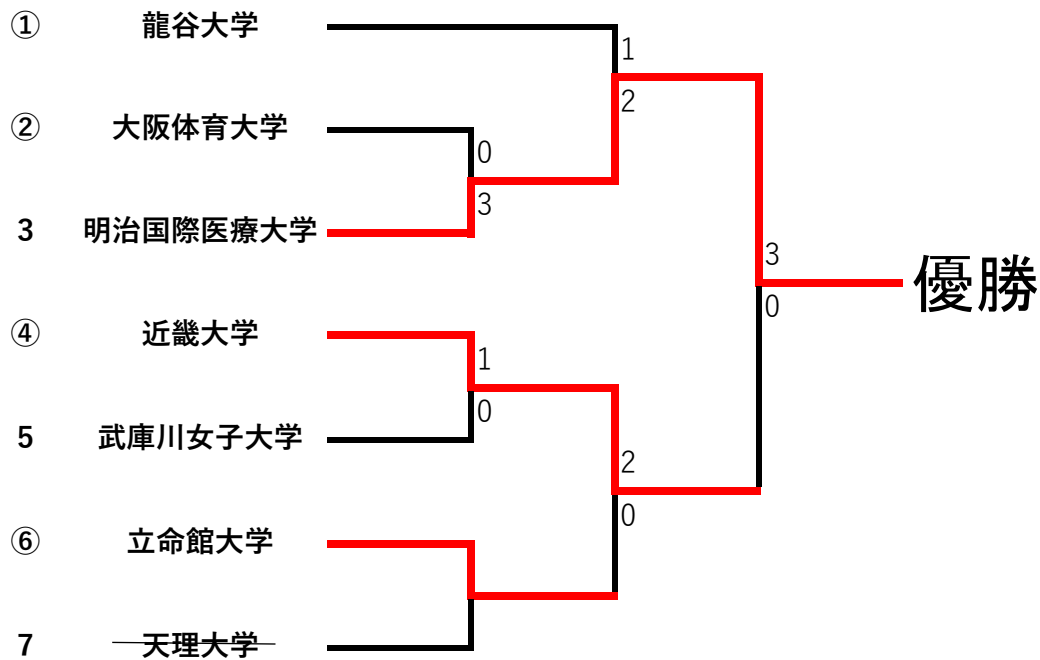 ① 龍谷大学
1
2
② 大阪体育大学
0
3
3 明治国際医療大学
3
0
優勝
④ 近畿大学
1
0
5 武庫川女子大学
2
0
⑥ 立命館大学
7 天理大学